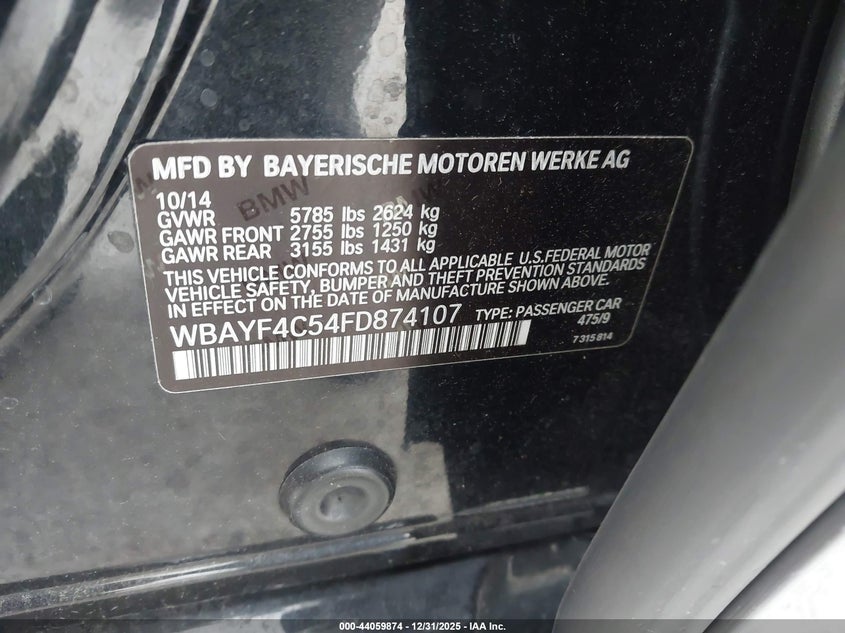 MFD BY BAYERISCHE MOTOREN WERKE AG
BMW
10/14
GVWR 5785 lbs 2624 kg
GAWR FRONT 2755 lbs 1250 kg
GAWR REAR 3155 lbs 1431 kg
THIS VEHICLE CONFORMS TO ALL APPLICABLE U.S.FEDERAL MOTOR
VEHICLE SAFETY, BUMPER AND THEFT PREVENTION STANDARDS
IN EFFECT ON THE DATE OF MANUFACTURE SHOWN ABOVE.
WBAYF4C54FD874107 TYPE: PASSENGER CAR
475/9
7315814
000-44059874 - 12/31/2025 - IAA Inc.